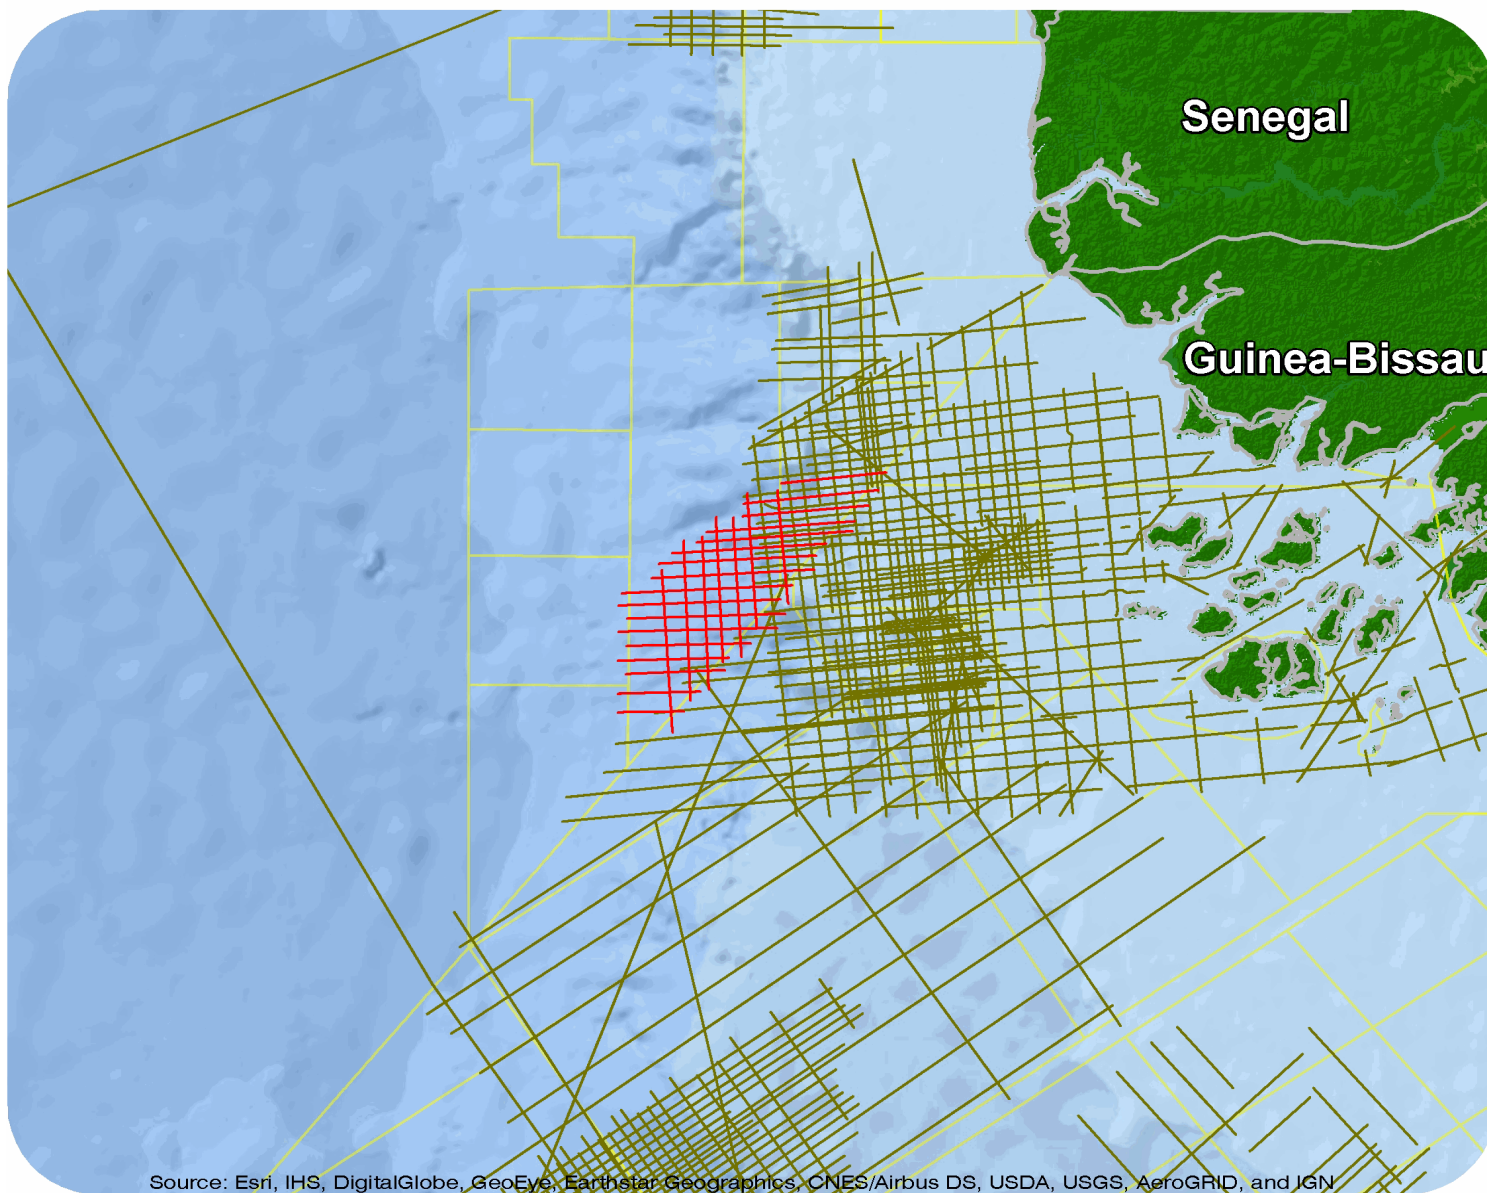 Senegal
Guinea-Bissau
Source: Esri, IHS, DigitalGlobe, GeoEye, Earthstar Geographics, CNES/Airbus DS, USDA, USGS, AeroGRID, and IGN